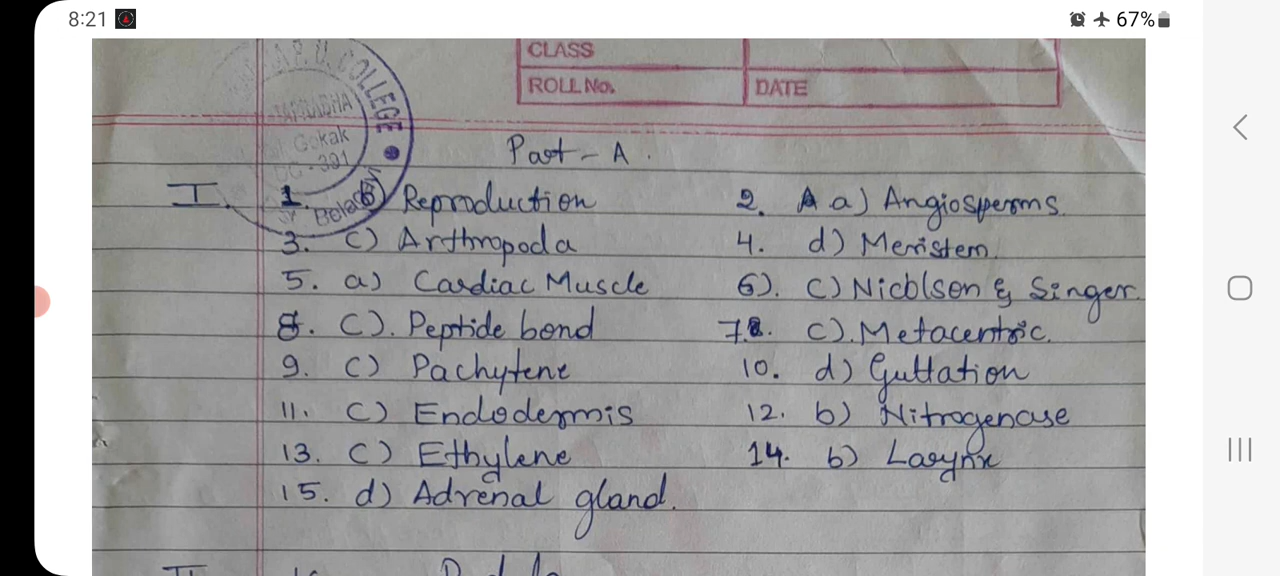 8:21 67%
CLASS
ROLL No. DATE
P. U. COLLEGE
Gokak
Belagavi
Part - A.
I. 1. b) Reproduction 2. A a) Angiosperms.
3. C) Arthropoda 4. d) Meristem.
5. a) Cardiac Muscle 6). C) Nicolson & Singer.
8. C). Peptide bond 7. C). Metacentric.
9. C) Pachytene 10. d) Guttation
11. C) Endodermis 12. b) Nitrogenase
13. C) Ethylene 14. b) Larynx
15. d) Adrenal gland.
II